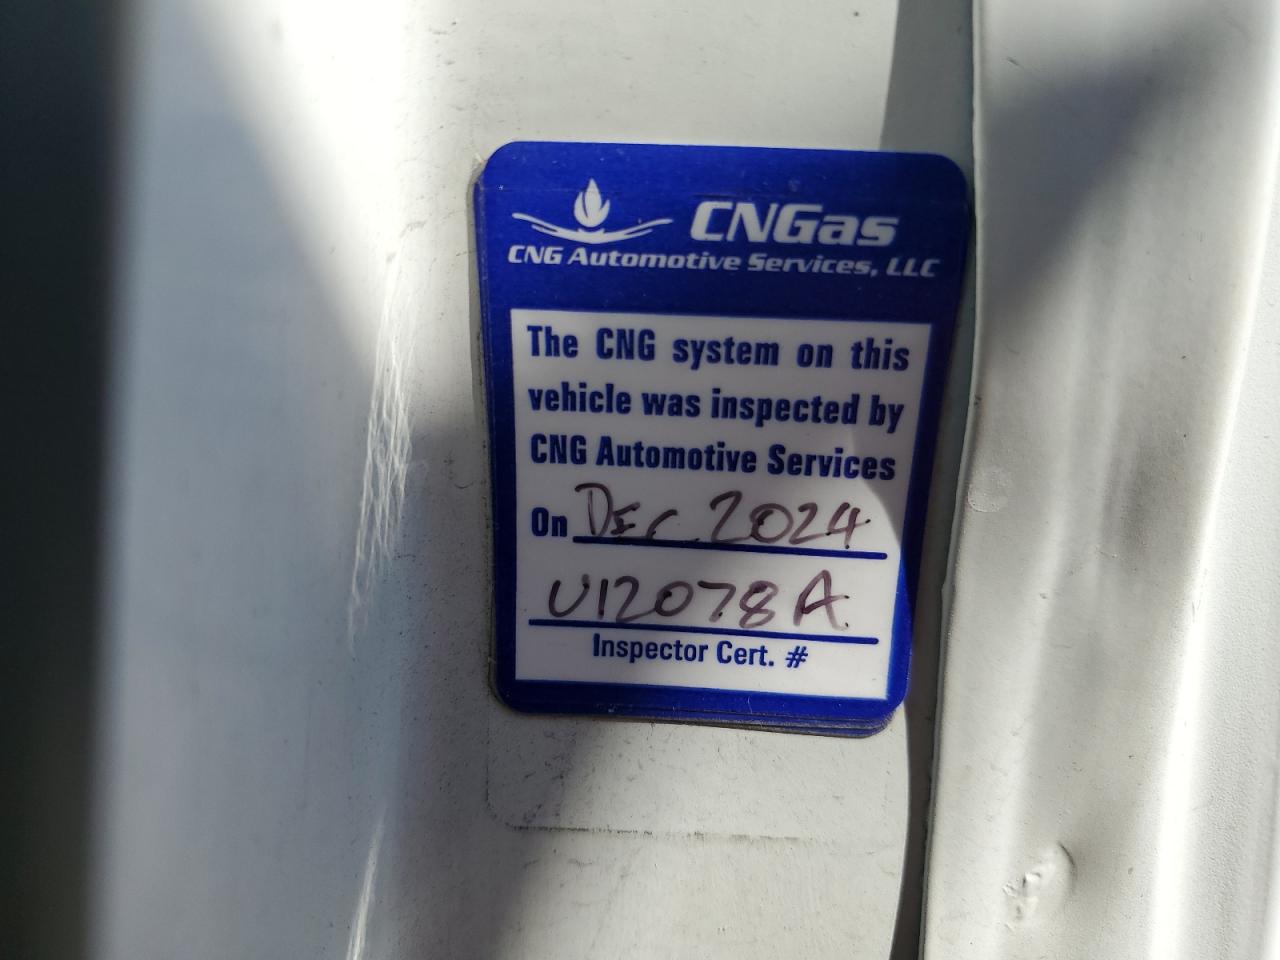 CNGas
CNG Automotive Services, LLC
The CNG system on this
vehicle was inspected by
CNG Automotive Services
On Dec 2024
U12078A
Inspector Cert. #